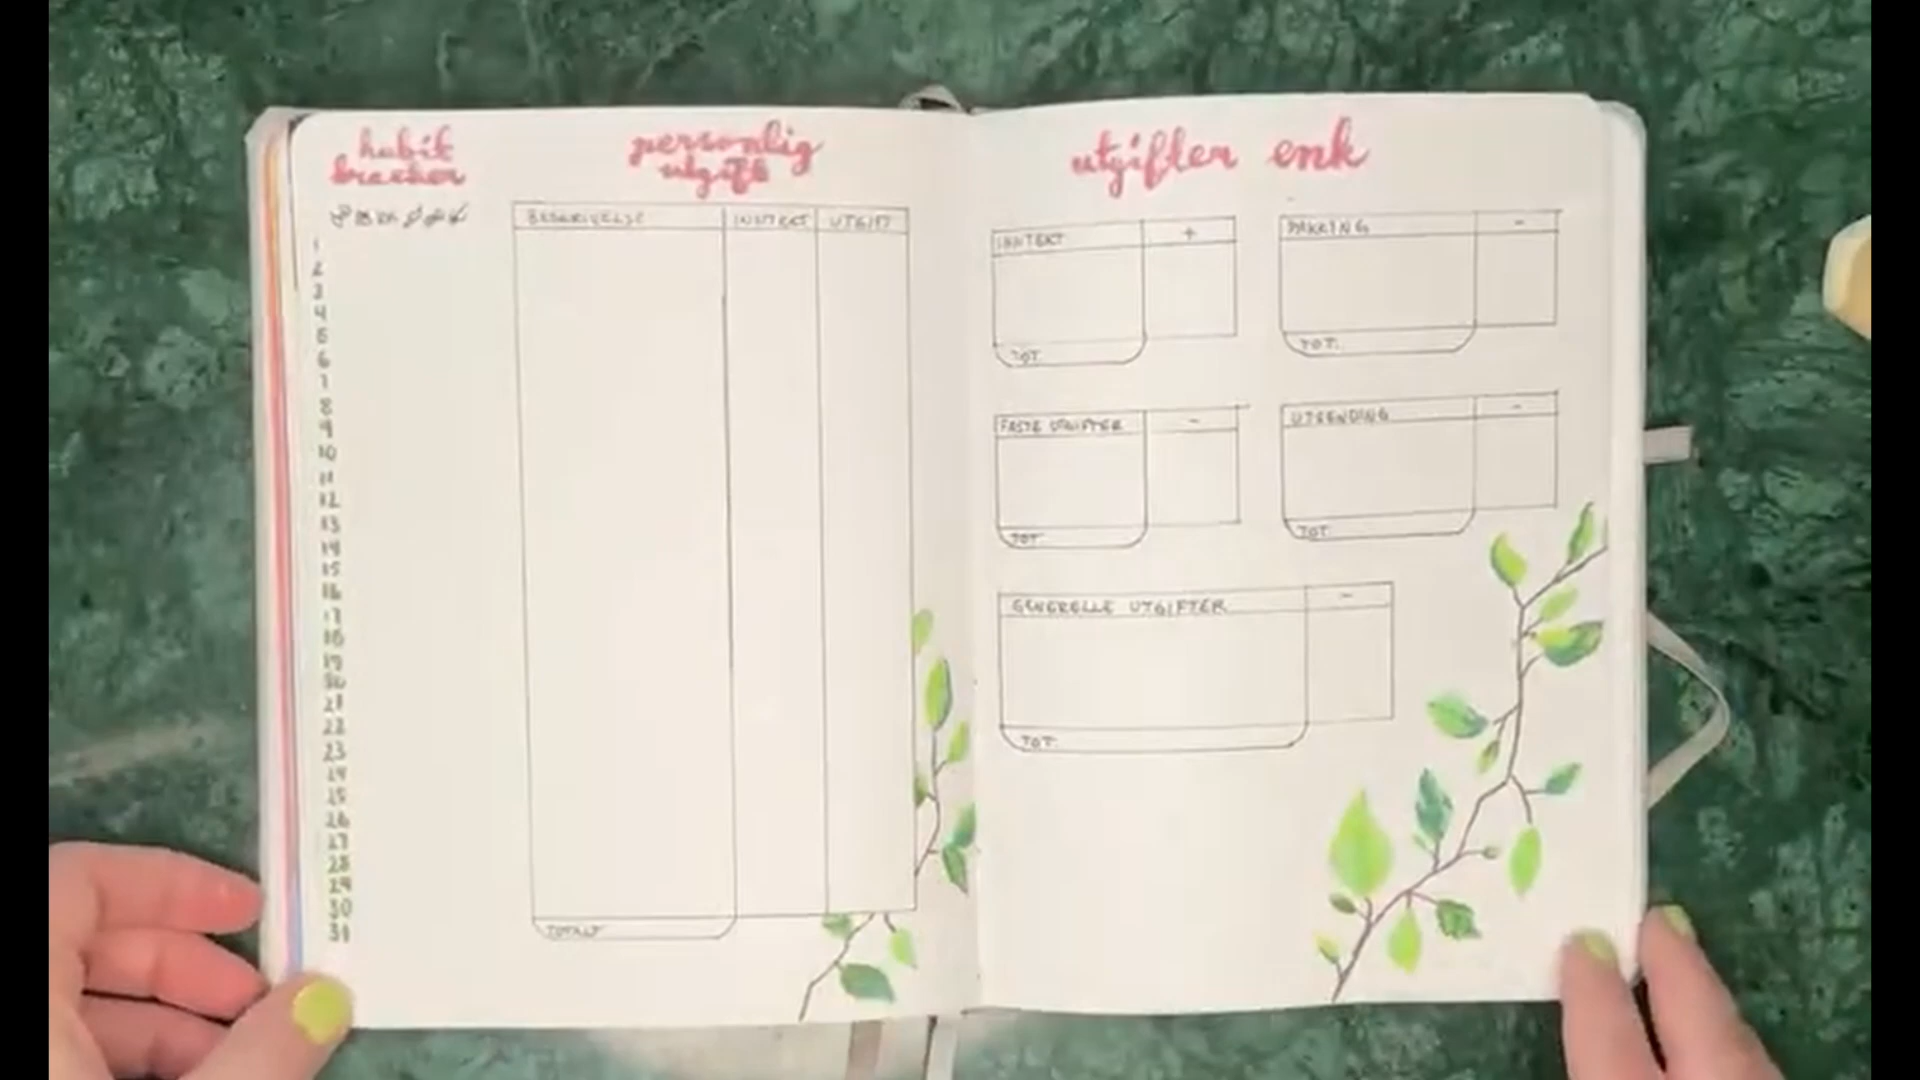 habit
tracker
1
2
3
4
5
6
7
8
9
10
11
12
13
14
15
16
17
18
19
20
21
22
23
24
25
26
27
28
29
30
31
personlig
utgift
BESKRIVELSE INNTEKT UTGIFT
TOTALT
utgifter enk
INNTEKT +
TOT:
PAKKING -
TOT:
FASTE UTGIFTER -
TOT:
UTSENDING -
TOT:
GENERELLE UTGIFTER -
TOT: